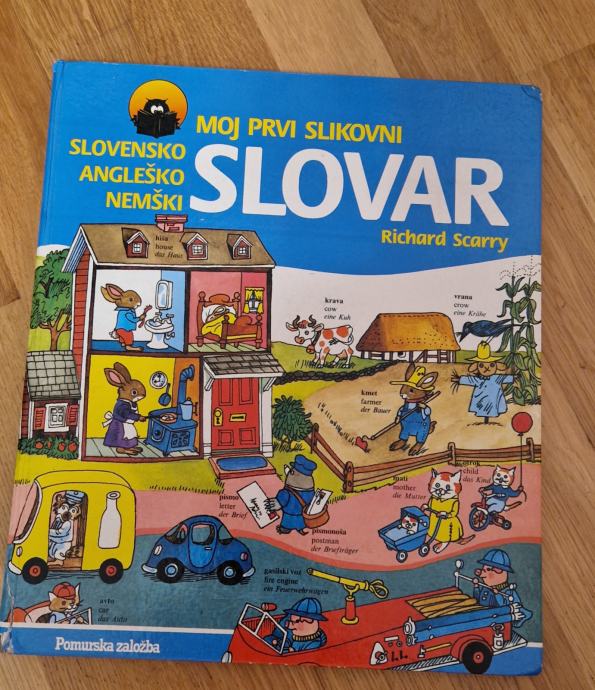 MOJ PRVI SLIKOVNI
SLOVENSKO
ANGLEŠKO
NEMŠKI
SLOVAR
Richard Scarry
hiša
house
das Haus
krava
cow
eine Kuh
vrana
crow
eine Krähe
kmet
farmer
der Bauer
mati
mother
die Mutter
otrok
child
das Kind
pismo
letter
der Brief
pismonoša
postman
der Briefträger
gasilski voz
fire engine
ein Feuerwehrwagen
avto
car
das Auto
Pomurska založba